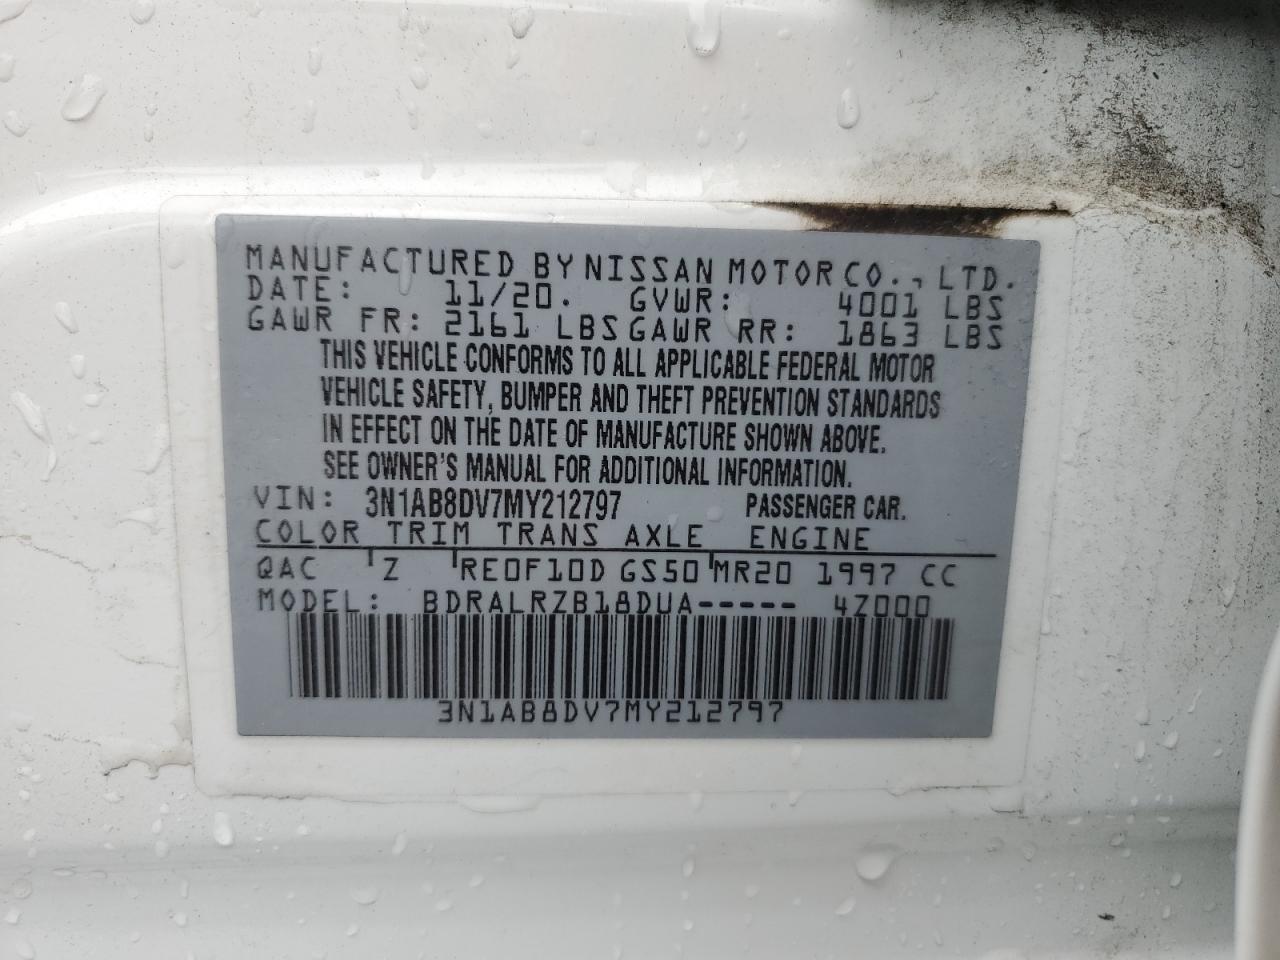 MANUFACTURED BY NISSAN MOTOR CO., LTD.
DATE: 11/20. GVWR: 4001 LBS
GAWR FR: 2161 LBS GAWR RR: 1863 LBS
THIS VEHICLE CONFORMS TO ALL APPLICABLE FEDERAL MOTOR
VEHICLE SAFETY, BUMPER AND THEFT PREVENTION STANDARDS
IN EFFECT ON THE DATE OF MANUFACTURE SHOWN ABOVE.
SEE OWNER'S MANUAL FOR ADDITIONAL INFORMATION.
VIN: 3N1AB8DV7MY212797 PASSENGER CAR.
COLOR TRIM TRANS AXLE ENGINE
QAC Z RE0F10D GS50 MR20 1997 CC
MODEL: BDRALRZB18DUA----- 4Z000
3N1AB8DV7MY212797